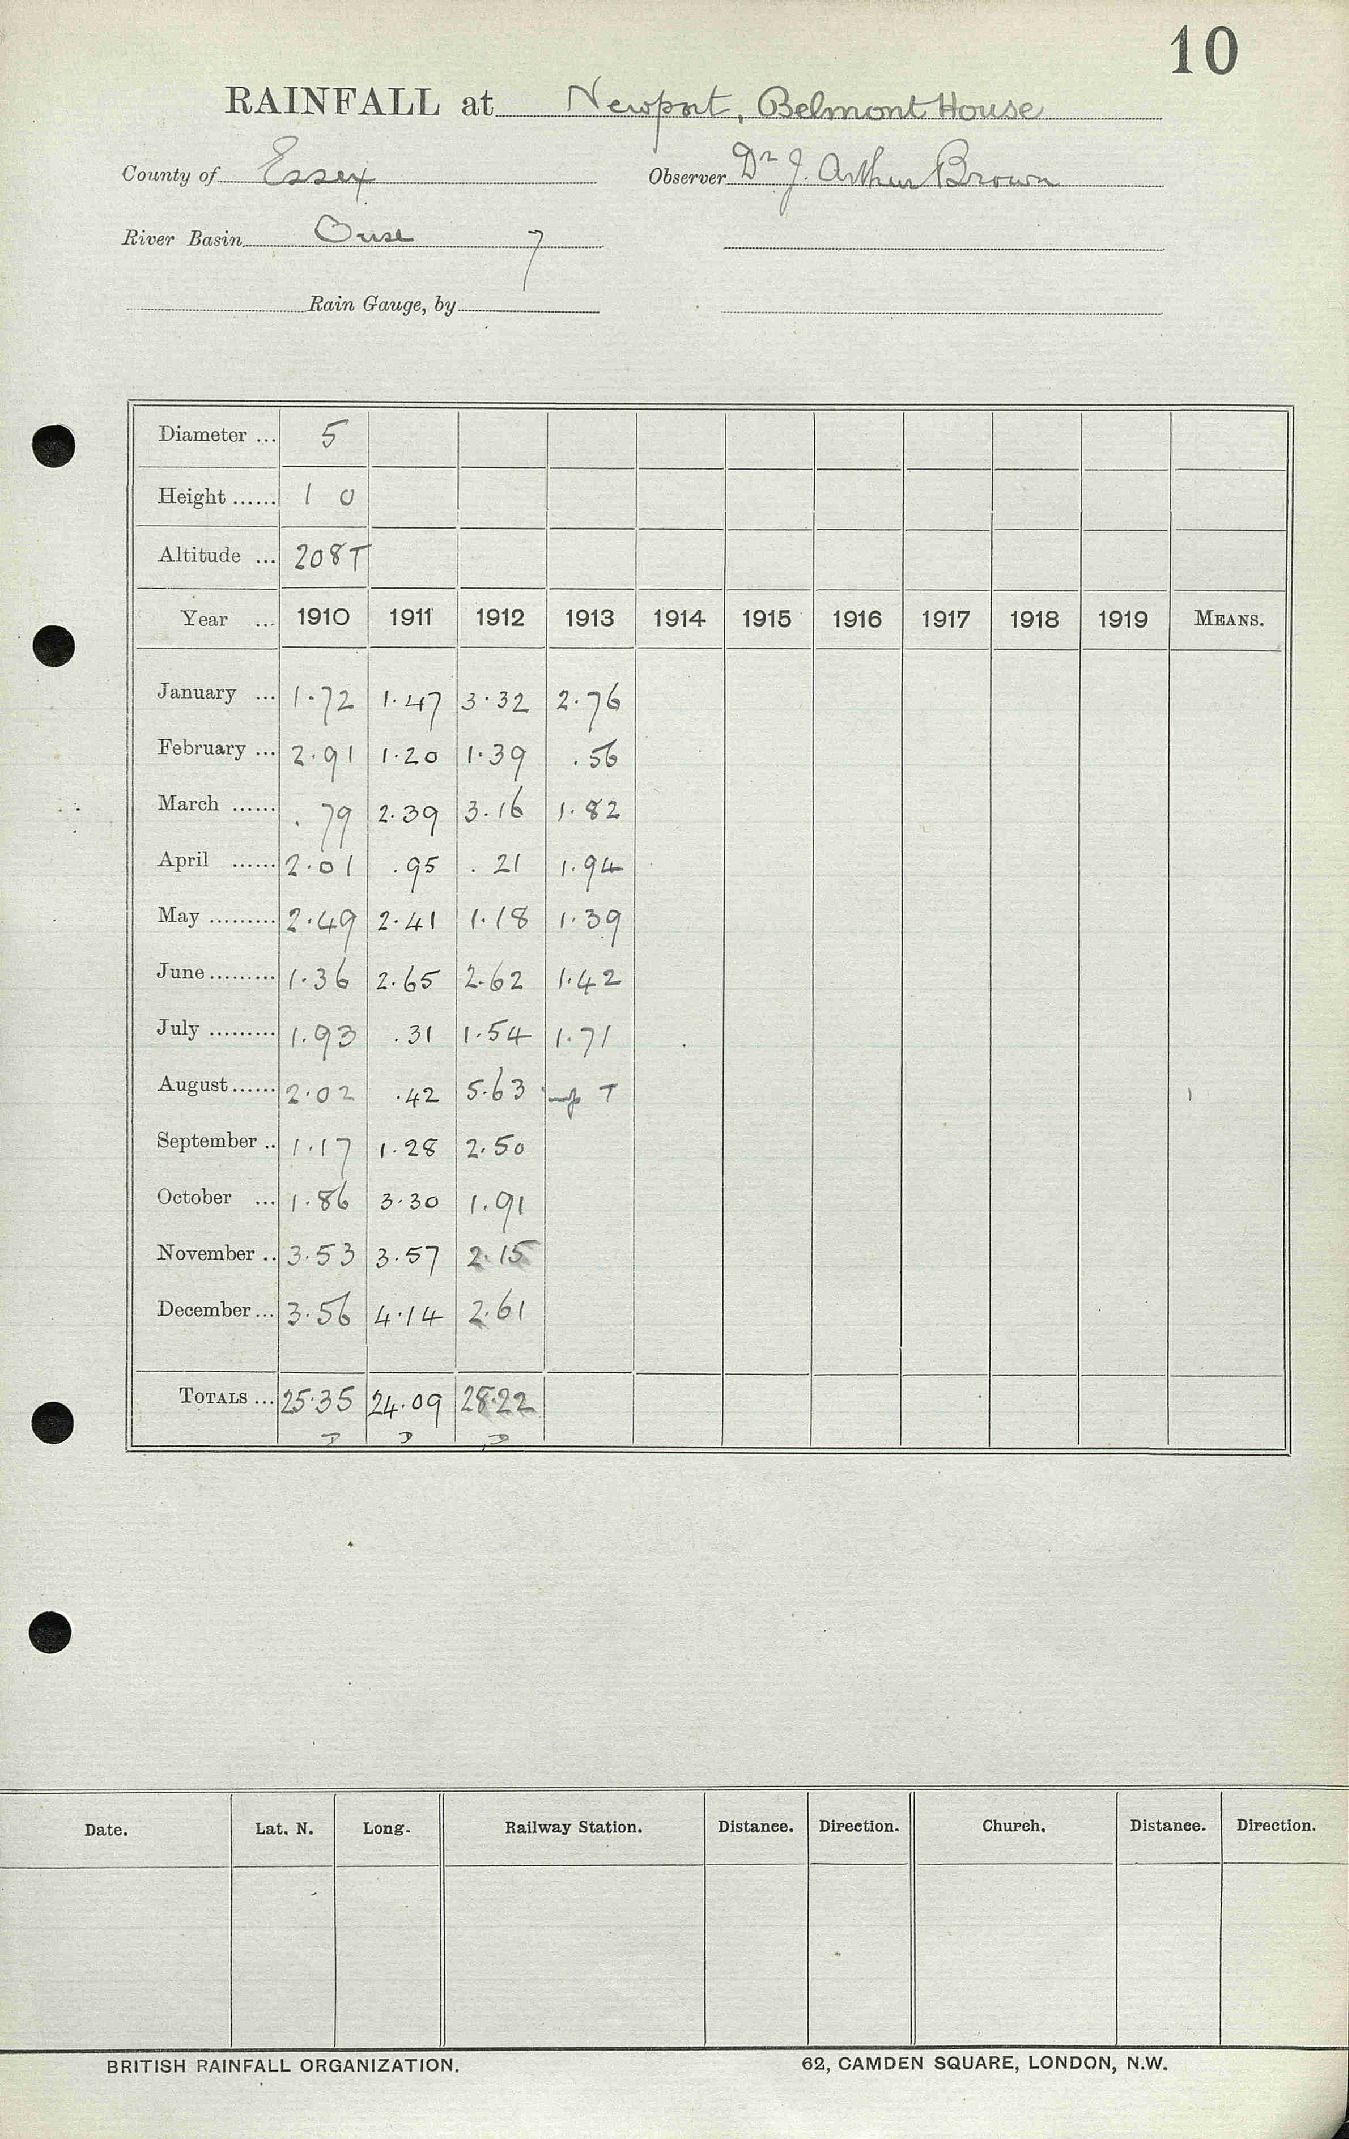 10
RAINFALL at Newport, Belmont House
County of Essex Observer Dr J. Arthur Brown
River Basin Ouse 7
Rain Gauge, by
Diameter ... 5
Height ...... 1 0
Altitude ... 208T
Year ... 1910 1911 1912 1913 1914 1915 1916 1917 1918 1919 MEANS.
January ... 1.72 1.47 3.32 2.76
February ... 2.91 1.20 1.39 .56
March ...... .79 2.39 3.16 1.82
April ...... 2.01 .95 .21 1.94
May ......... 2.49 2.41 1.18 1.39
June ......... 1.36 2.65 2.62 1.42
July ......... 1.93 .31 1.54 1.71
August ...... 2.02 .42 5.63 T
September .. 1.17 1.28 2.50
October ... 1.86 3.30 1.91
November .. 3.53 3.57 2.15
December ... 3.56 4.14 2.61
TOTALS ... 25.35 24.09 28.22
Date. Lat. N. Long. Railway Station. Distance. Direction. Church. Distance. Direction.
BRITISH RAINFALL ORGANIZATION. 62, CAMDEN SQUARE, LONDON, N.W.